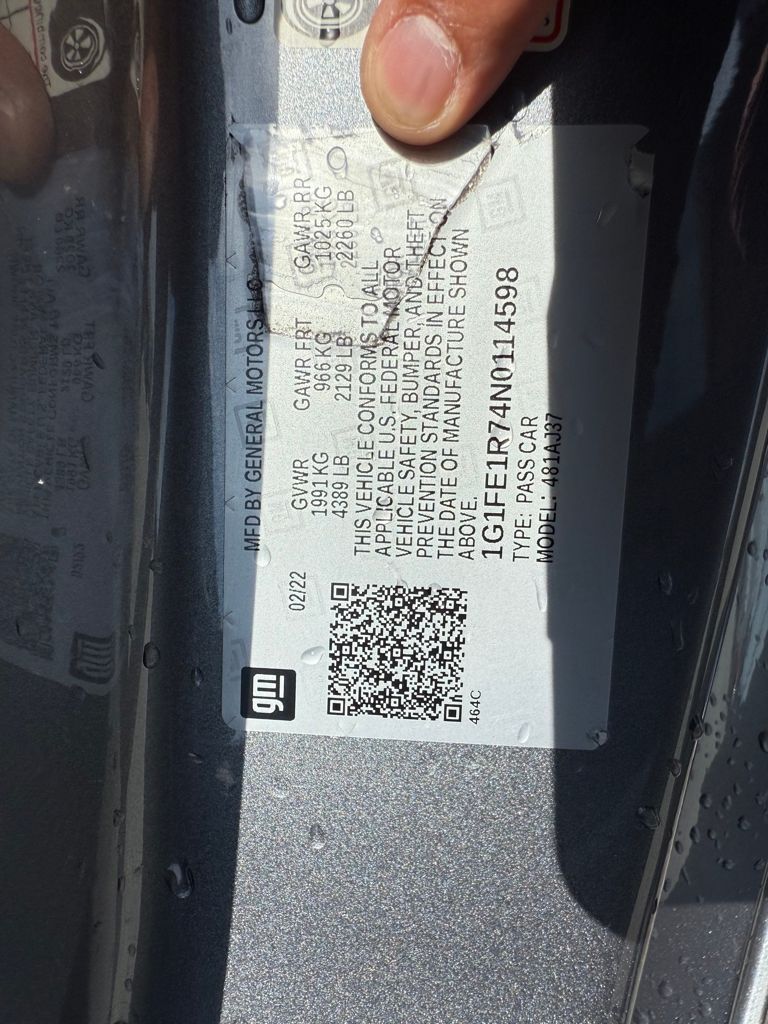 gm
02/22
464C
MFD BY GENERAL MOTORS LLC
GVWR GAWR FRT GAWR RR
1991 KG 966 KG 1025 KG
4389 LB 2129 LB 22260 LB
THIS VEHICLE CONFORMS TO ALL
APPLICABLE U.S. FEDERAL MOTOR
VEHICLE SAFETY, BUMPER, AND THEFT
PREVENTION STANDARDS IN EFFECT ON
THE DATE OF MANUFACTURE SHOWN
ABOVE.
1G1FE1R74N0114598
TYPE: PASS CAR
MODEL: 481AJ37